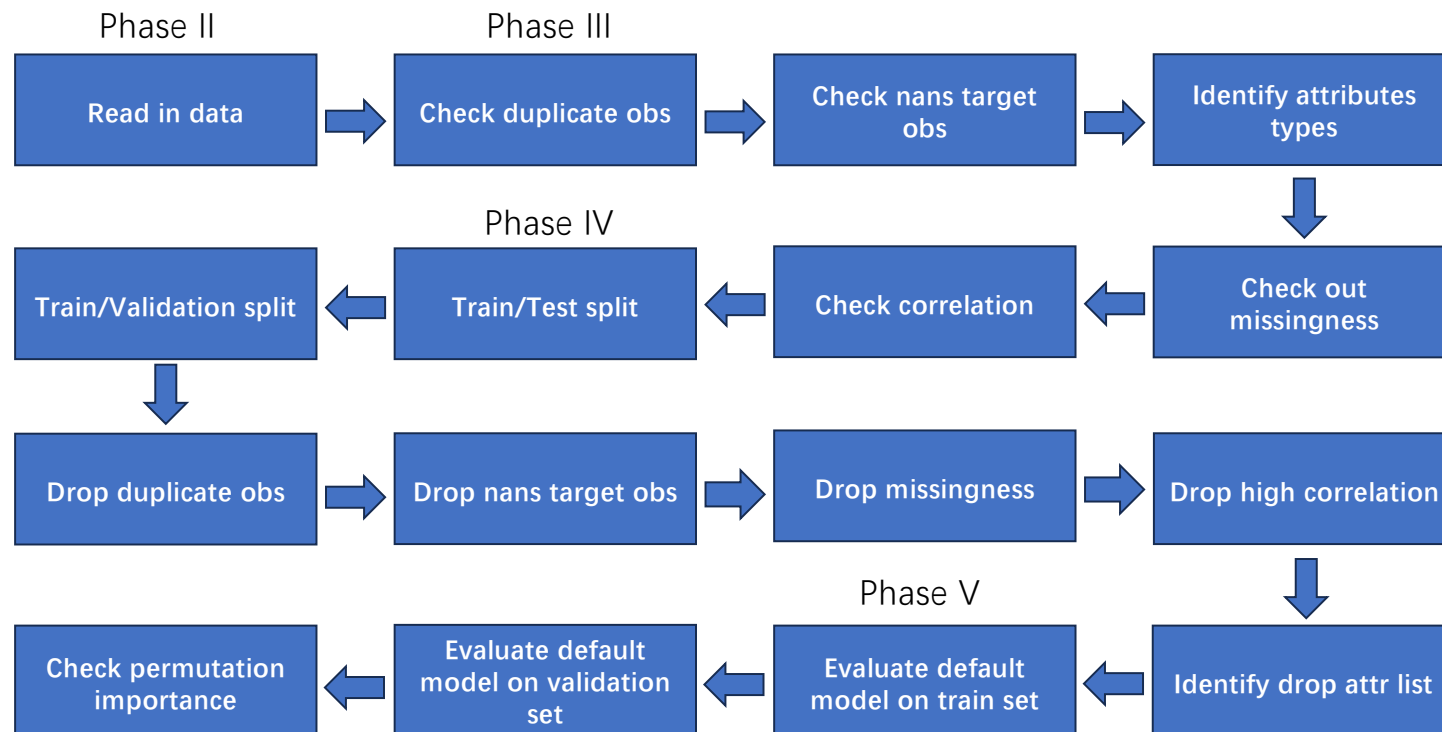 Phase II
Phase III
Read in data
Check duplicate obs
Check nans target
obs
Identify attributes
types
Phase IV
Train/Validation split
Train/Test split
Check correlation
Check out
missingness
Drop duplicate obs
Drop nans target obs
Drop missingness
Drop high correlation
Phase V
Check permutation
importance
Evaluate default
model on validation
set
Evaluate default
model on train set
Identify drop attr list